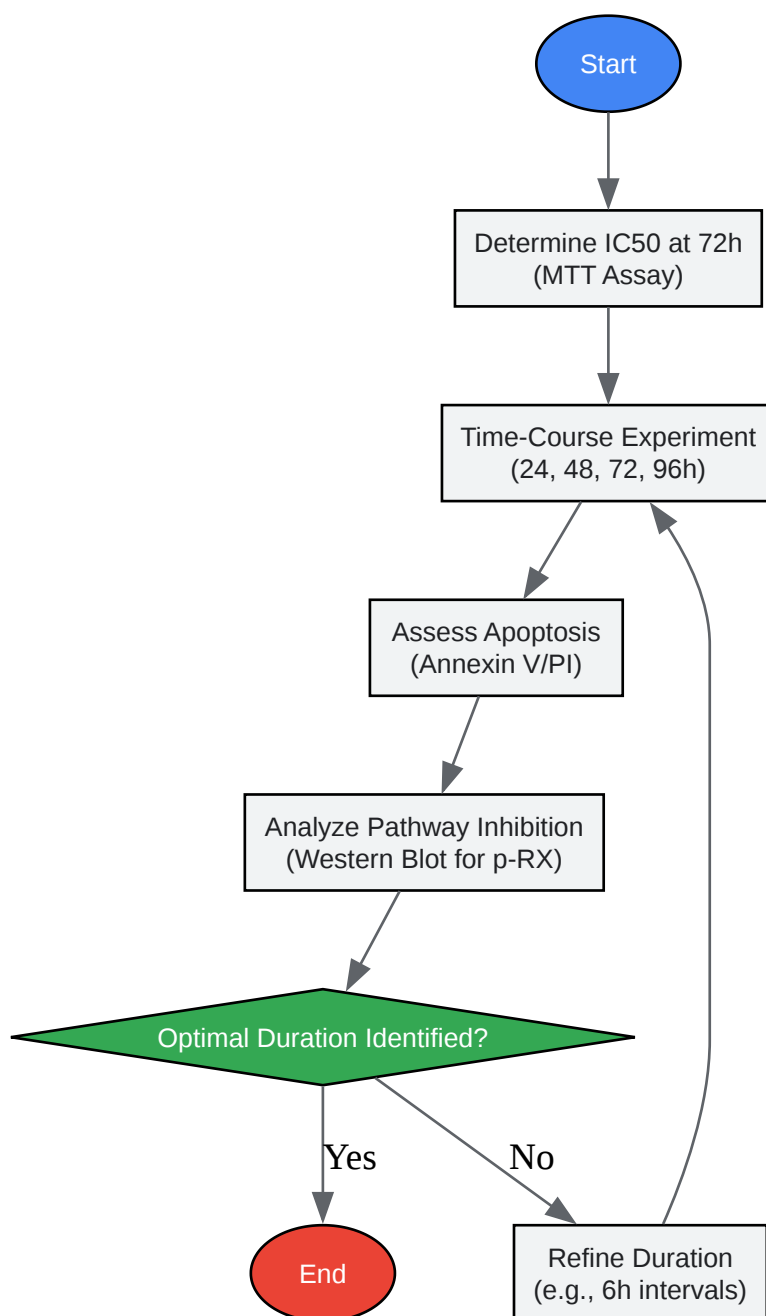 Start
Determine IC50 at 72h
(MTT Assay)
Time-Course Experiment
(24, 48, 72, 96h)
Assess Apoptosis
(Annexin V/PI)
Analyze Pathway Inhibition
(Western Blot for p-RX)
Optimal Duration Identified?
Yes
No
End
Refine Duration
(e.g., 6h intervals)